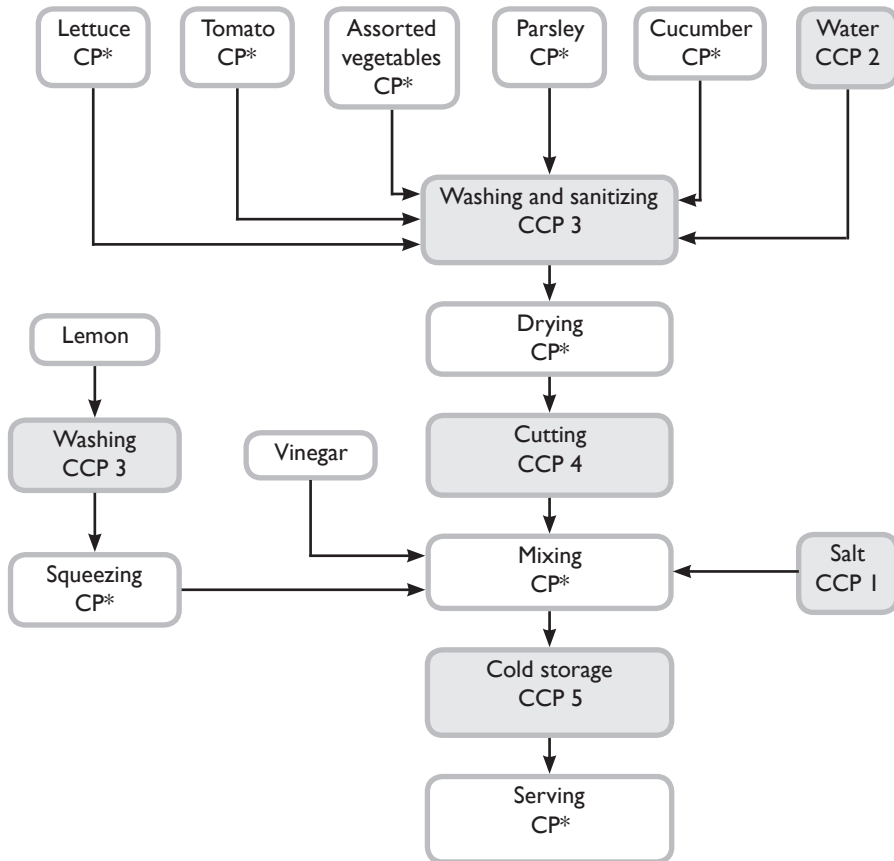 Lettuce
CP*
Tomato
CP*
Assorted
vegetables
CP*
Parsley
CP*
Cucumber
CP*
Water
CCP 2
Washing and sanitizing
CCP 3
Drying
CP*
Lemon
Washing
CCP 3
Cutting
CCP 4
Vinegar
Squeezing
CP*
Mixing
CP*
Salt
CCP 1
Cold storage
CCP 5
Serving
CP*